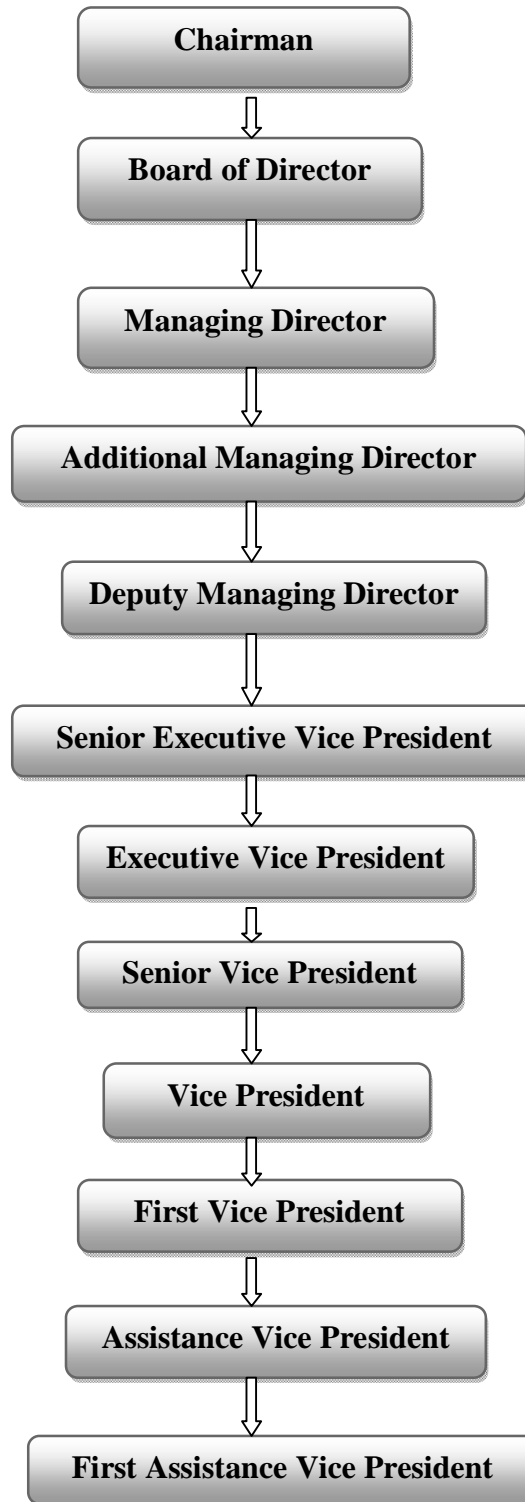 Chairman
Board of Director
Managing Director
Additional Managing Director
Deputy Managing Director
Senior Executive Vice President
Executive Vice President
Senior Vice President
Vice President
First Vice President
Assistance Vice President
First Assistance Vice President